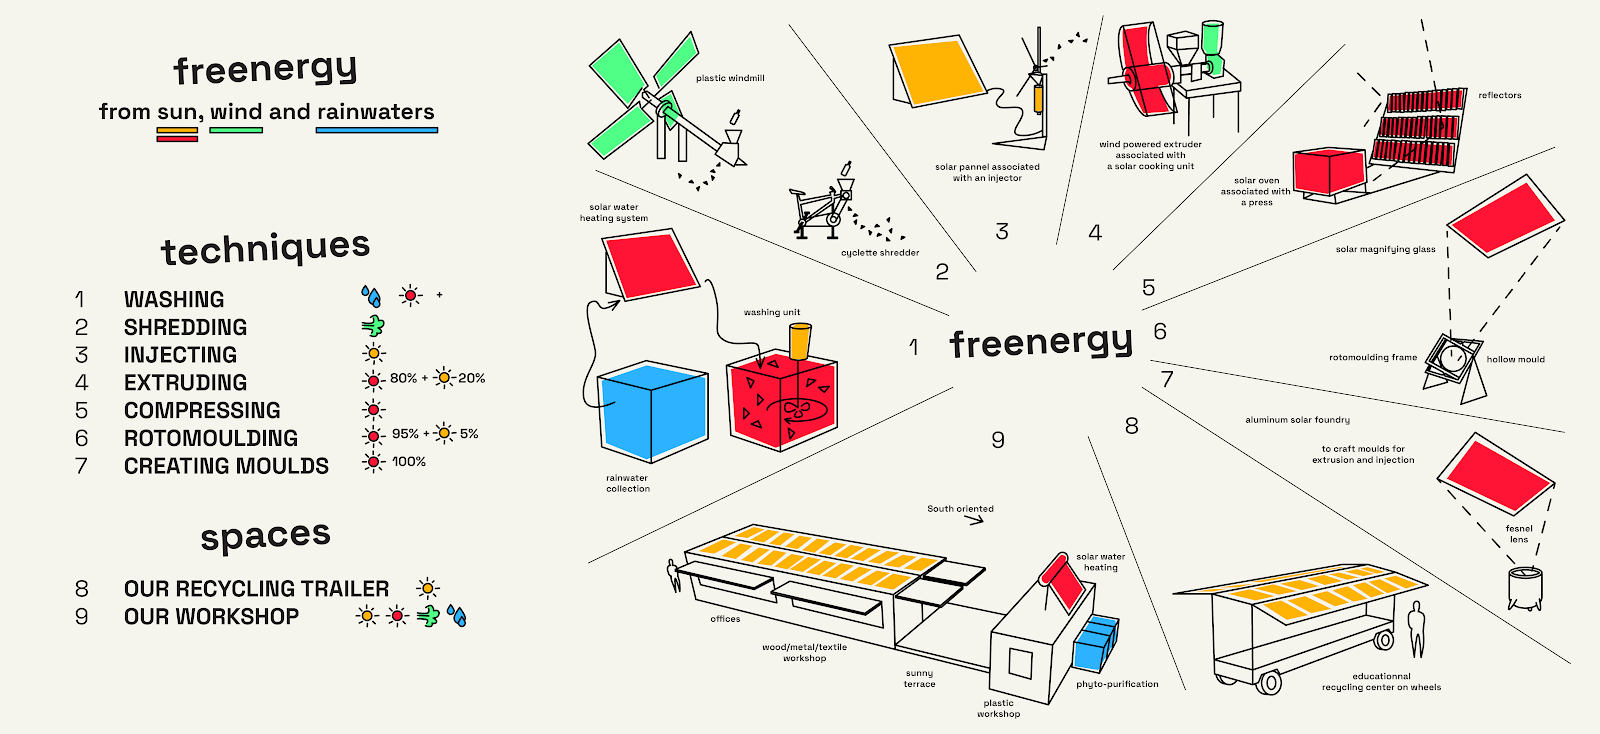 freenergy
from sun, wind and rainwaters
techniques
1 WASHING +
2 SHREDDING
3 INJECTING
4 EXTRUDING 80% + 20%
5 COMPRESSING
6 ROTOMOULDING 95% + 5%
7 CREATING MOULDS 100%
spaces
8 OUR RECYCLING TRAILER
9 OUR WORKSHOP
freenergy
1
solar water
heating system
washing unit
rainwater
collection
2
plastic windmill
cyclette shredder
3
solar pannel associated
with an injector
4
wind powered extruder
associated with
a solar cooking unit
5
reflectors
solar oven
associated with
a press
6
solar magnifying glass
rotomoulding frame
hollow mould
7
aluminum solar foundry
to craft moulds for
extrusion and injection
fesnel
lens
8
educationnal
recycling center on wheels
9
South oriented
solar water
heating
offices
wood/metal/textile
workshop
sunny
terrace
plastic
workshop
phyto-purification